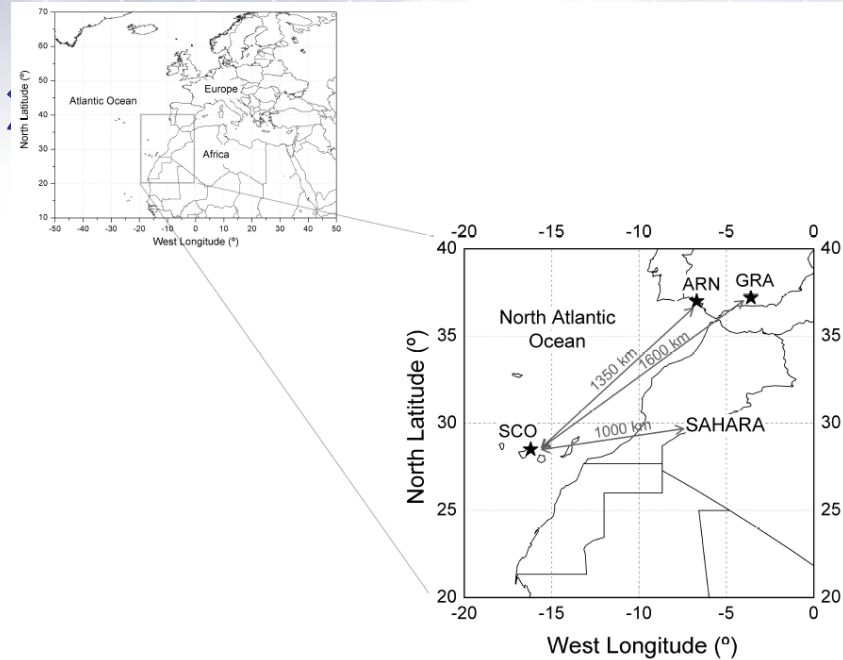 70
60
50
40
30
20
10
North Latitude (º)
Atlantic Ocean
Europe
Africa
-50 -40 -30 -20 -10 0 10 20 30 40 50
West Longitude (º)
-20 -15 -10 -5 0
40 40
ARN GRA
North Atlantic
Ocean
35 35
1350 km
1600 km
30 30
SCO
1000 km
SAHARA
North Latitude (º)
25 25
20 20
-20 -15 -10 -5 0
West Longitude (º)